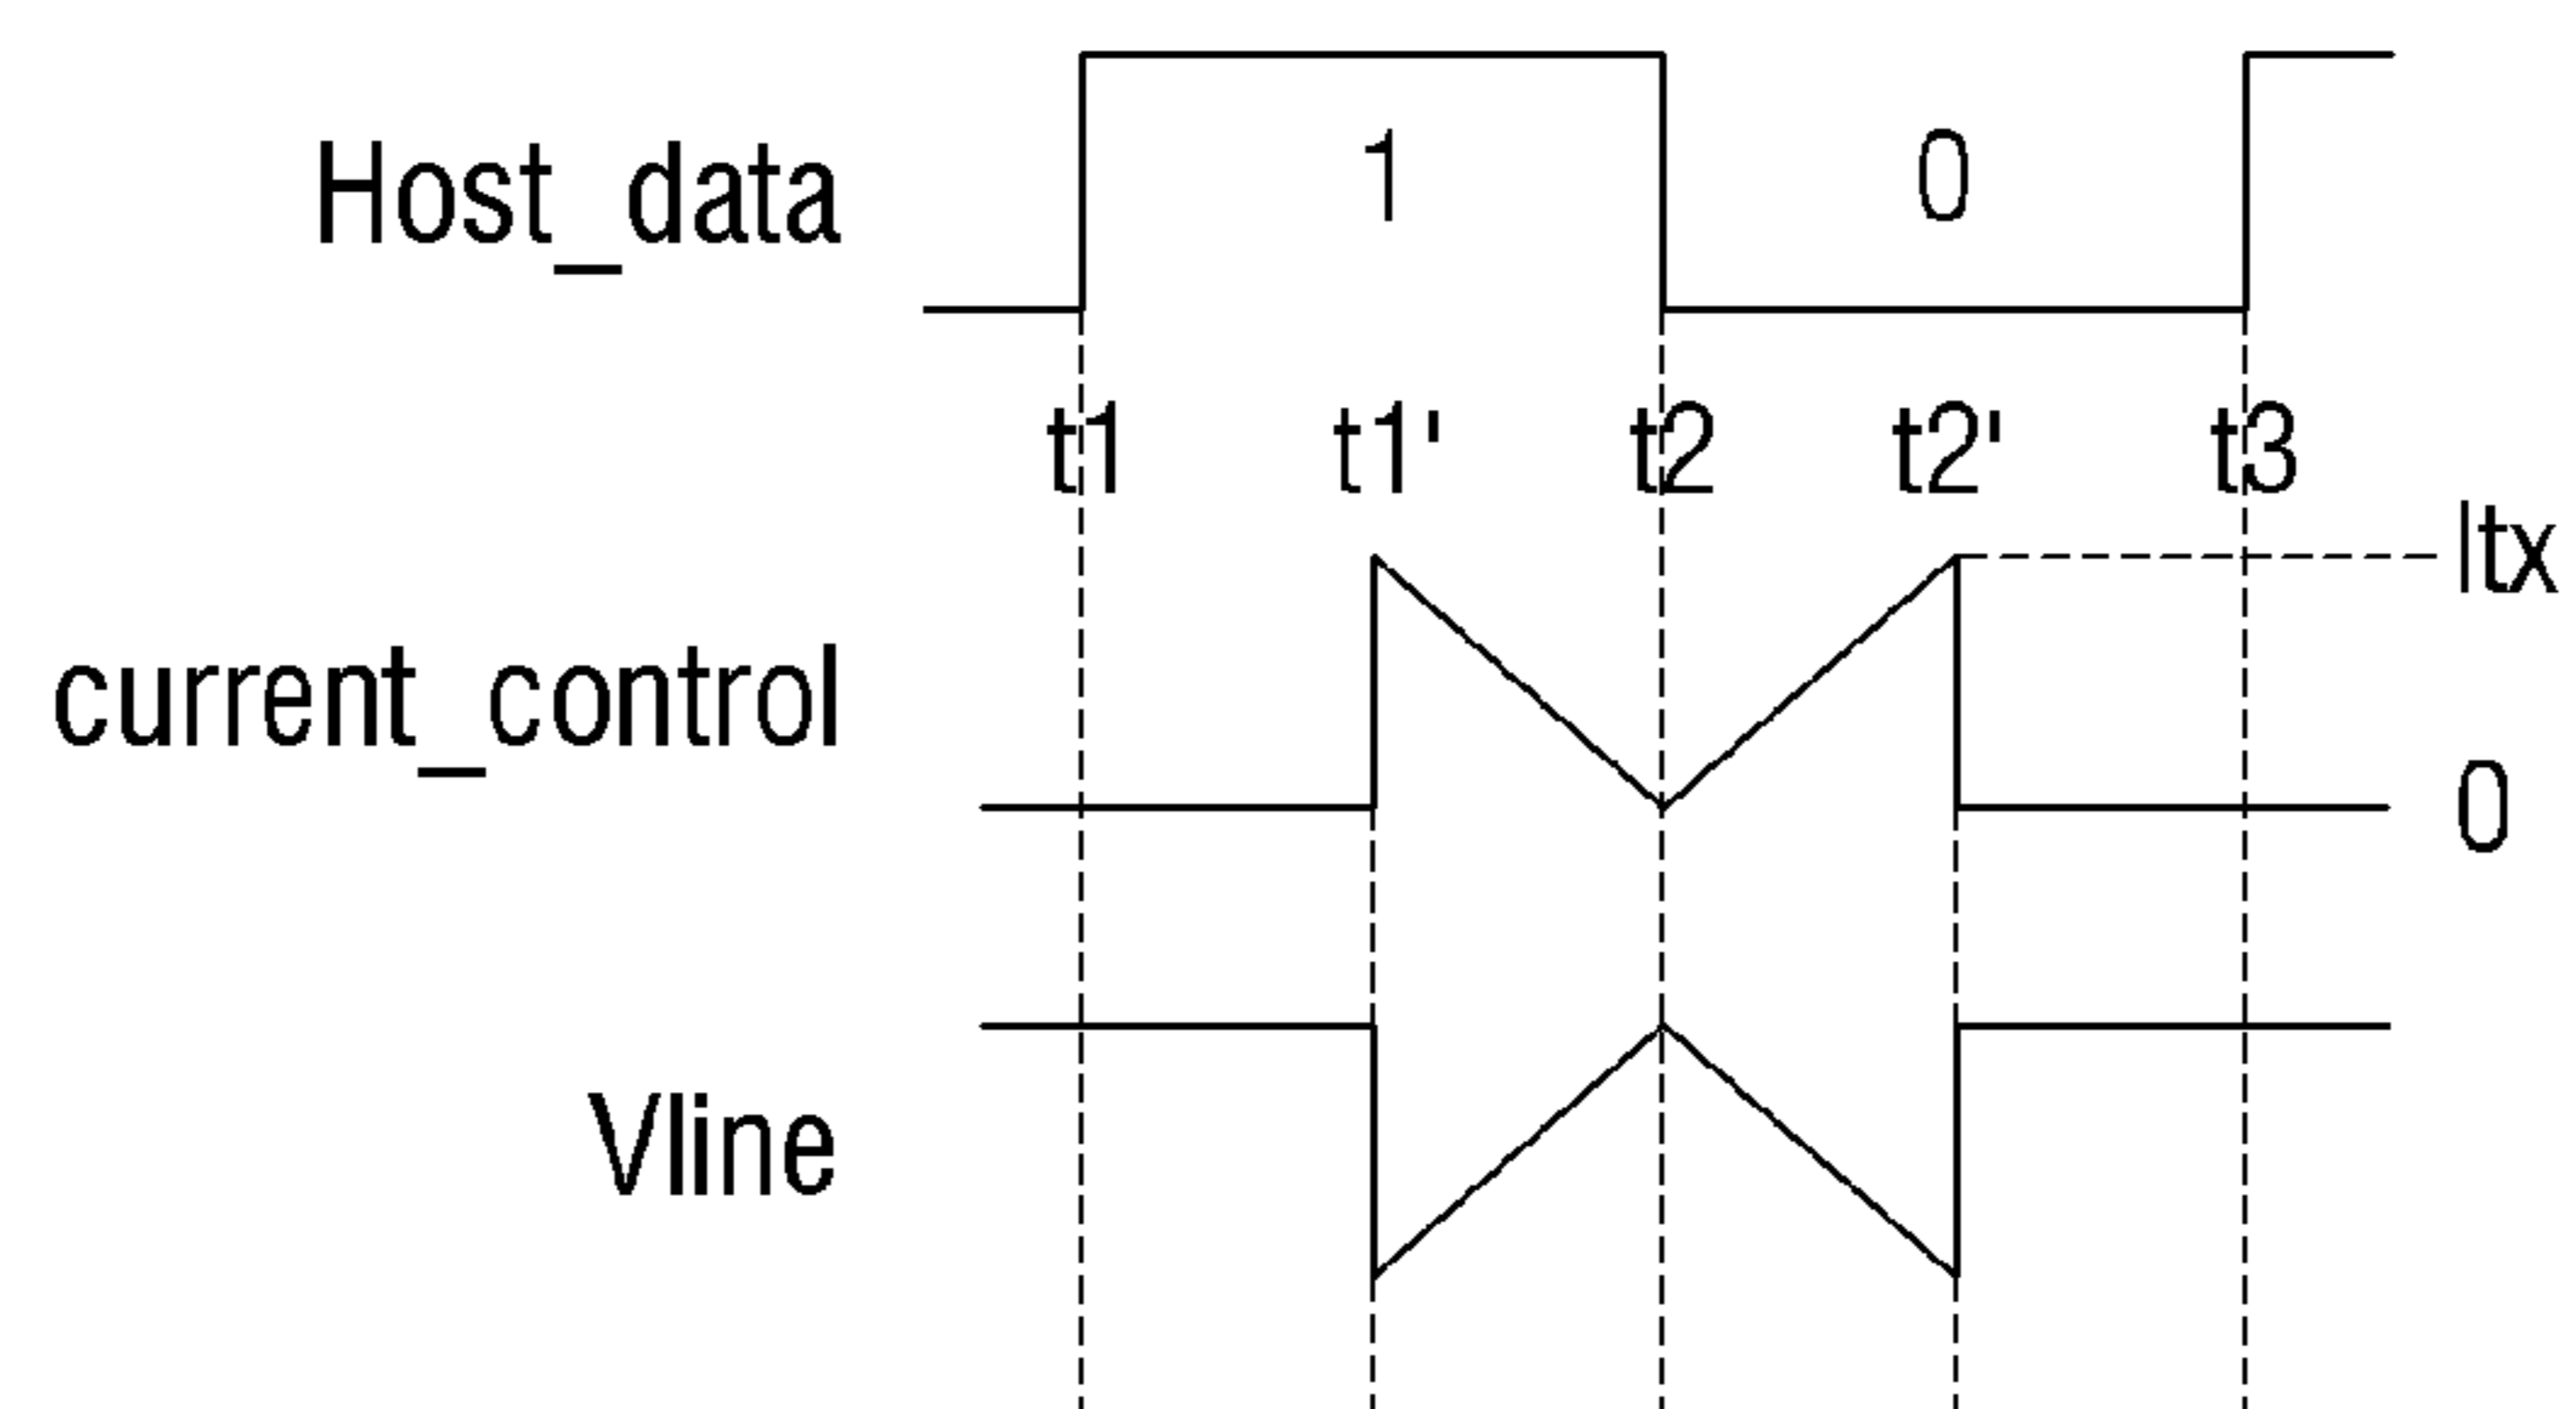 Host_data 1 0
t1 t1' t2 t2' t3
Itx
current_control
0
Vline